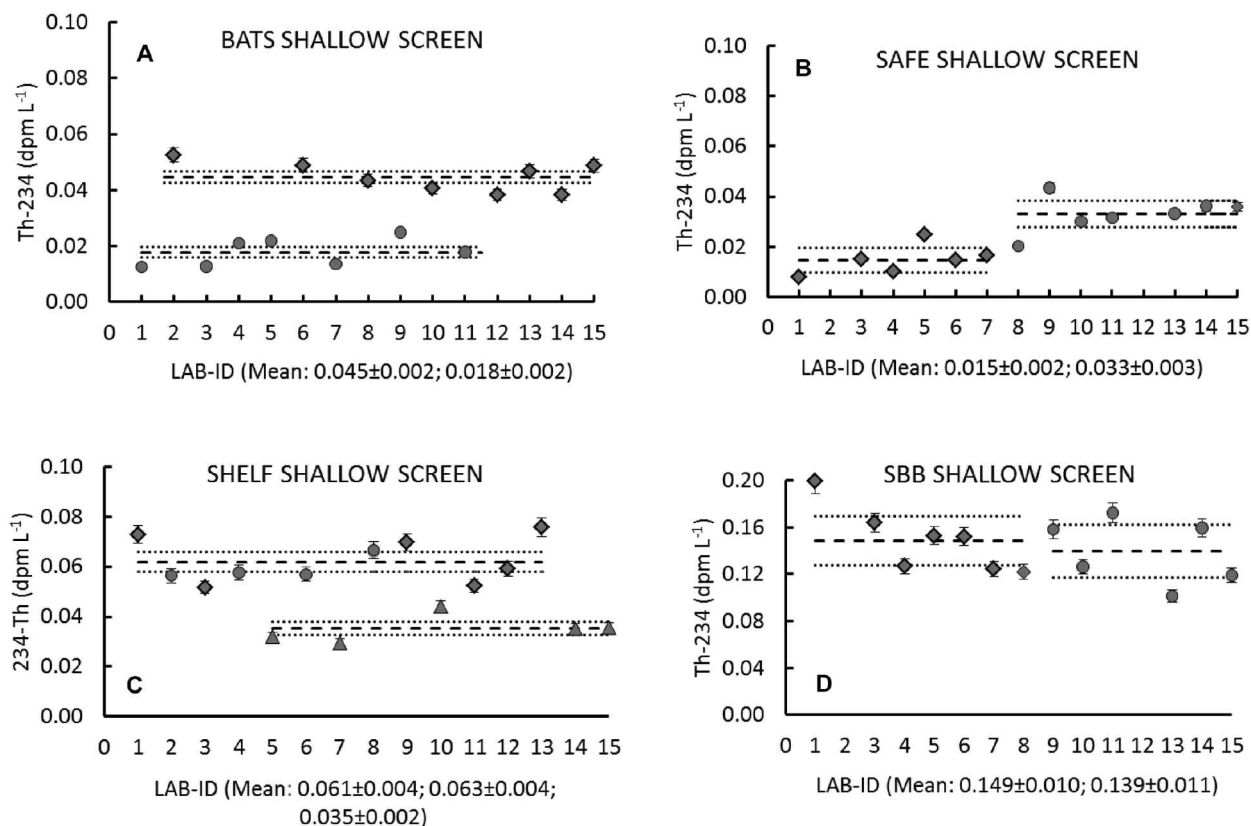 A
BATS SHALLOW SCREEN
Th-234 (dpm L⁻¹)
0.10
0.08
0.06
0.04
0.02
0.00
0 1 2 3 4 5 6 7 8 9 10 11 12 13 14 15
LAB-ID (Mean: 0.045±0.002; 0.018±0.002)
B
SAFE SHALLOW SCREEN
Th-234 (dpm L⁻¹)
0.10
0.08
0.06
0.04
0.02
0.00
0 1 2 3 4 5 6 7 8 9 10 11 12 13 14 15
LAB-ID (Mean: 0.015±0.002; 0.033±0.003)
SHELF SHALLOW SCREEN
234-Th (dpm L⁻¹)
0.10
0.08
0.06
0.04
0.02
0.00
C
0 1 2 3 4 5 6 7 8 9 10 11 12 13 14 15
LAB-ID (Mean: 0.061±0.004; 0.063±0.004;
0.035±0.002)
SBB SHALLOW SCREEN
Th-234 (dpm L⁻¹)
0.20
0.16
0.12
0.08
0.04
0.00
D
0 1 2 3 4 5 6 7 8 9 10 11 12 13 14 15
LAB-ID (Mean: 0.149±0.010; 0.139±0.011)